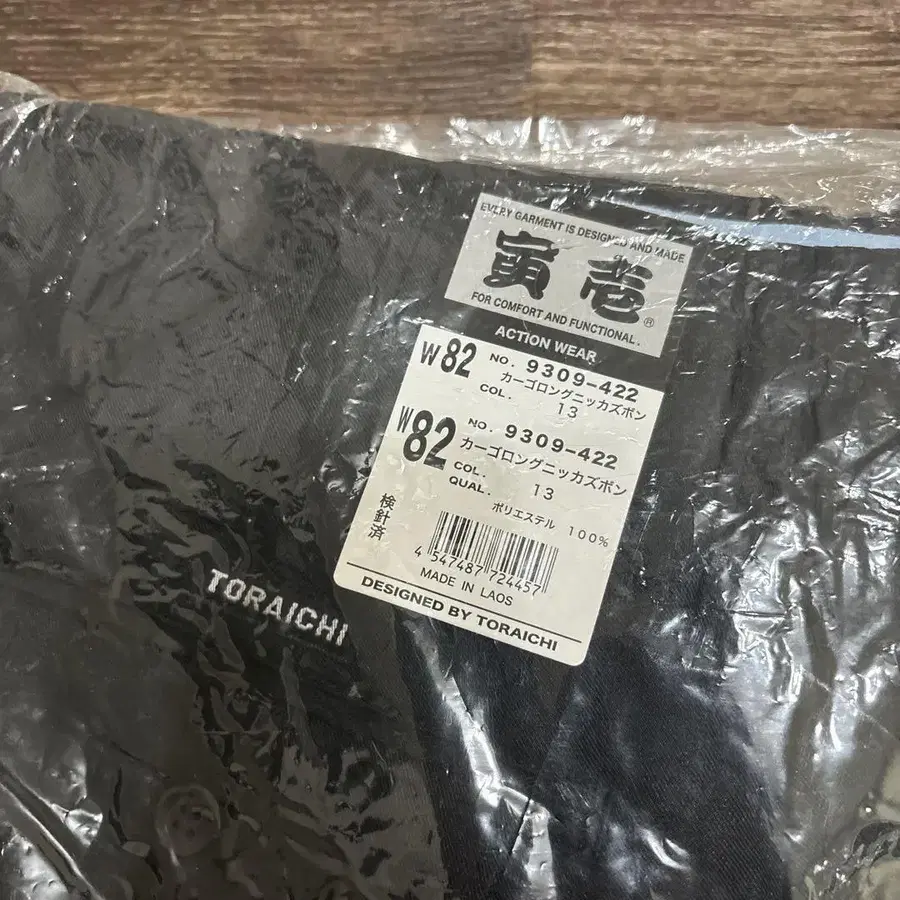 EVERY GARMENT IS DESIGNED AND MADE
寅壱®
FOR COMFORT AND FUNCTIONAL.
ACTION WEAR
W82 NO. 9309-422
カーゴロングニッカズボン
COL. 13
W82 NO. 9309-422
カーゴロングニッカズボン
COL. 13
QUAL.
ポリエステル 100%
検針済
4 547487 724457
MADE IN LAOS
DESIGNED BY TORAICHI
TORAICHI